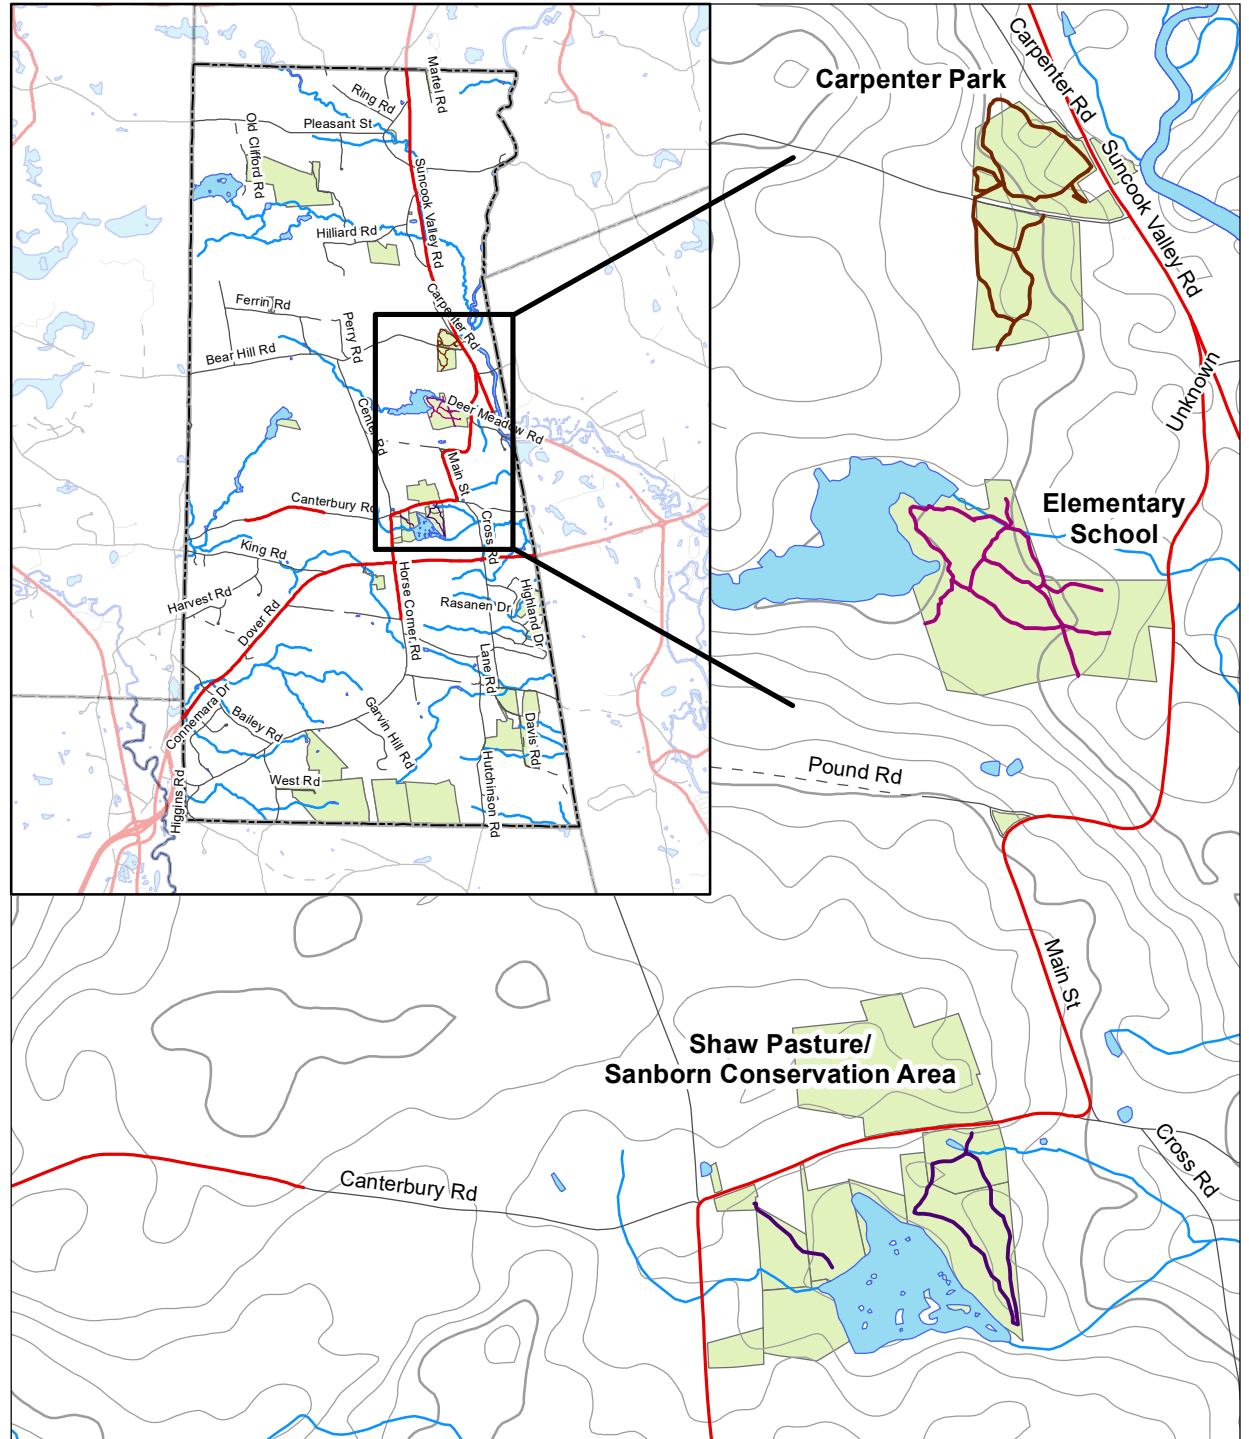 Martel Rd
Ring Rd
Pleasant St
Old Clifford Rd
Suncook Valley Rd
Hilliard Rd
Carpenter Rd
Ferrin Rd
Perry Rd
Bear Hill Rd
Center Rd
Deer Meadow Rd
Main St
Canterbury Rd
Cross Rd
King Rd
Horse Corner Rd
Harvest Rd
Dover Rd
Rasanen Dr
Highland Dr
Lane Rd
Connemara Dr
Bailey Rd
Garvin Hill Rd
Davis Rd
West Rd
Hutchinson Rd
Higgins Rd
Carpenter Rd
Carpenter Park
Suncook Valley Rd
Unknown
Elementary
School
Pound Rd
Main St
Shaw Pasture/
Sanborn Conservation Area
Cross Rd
Canterbury Rd